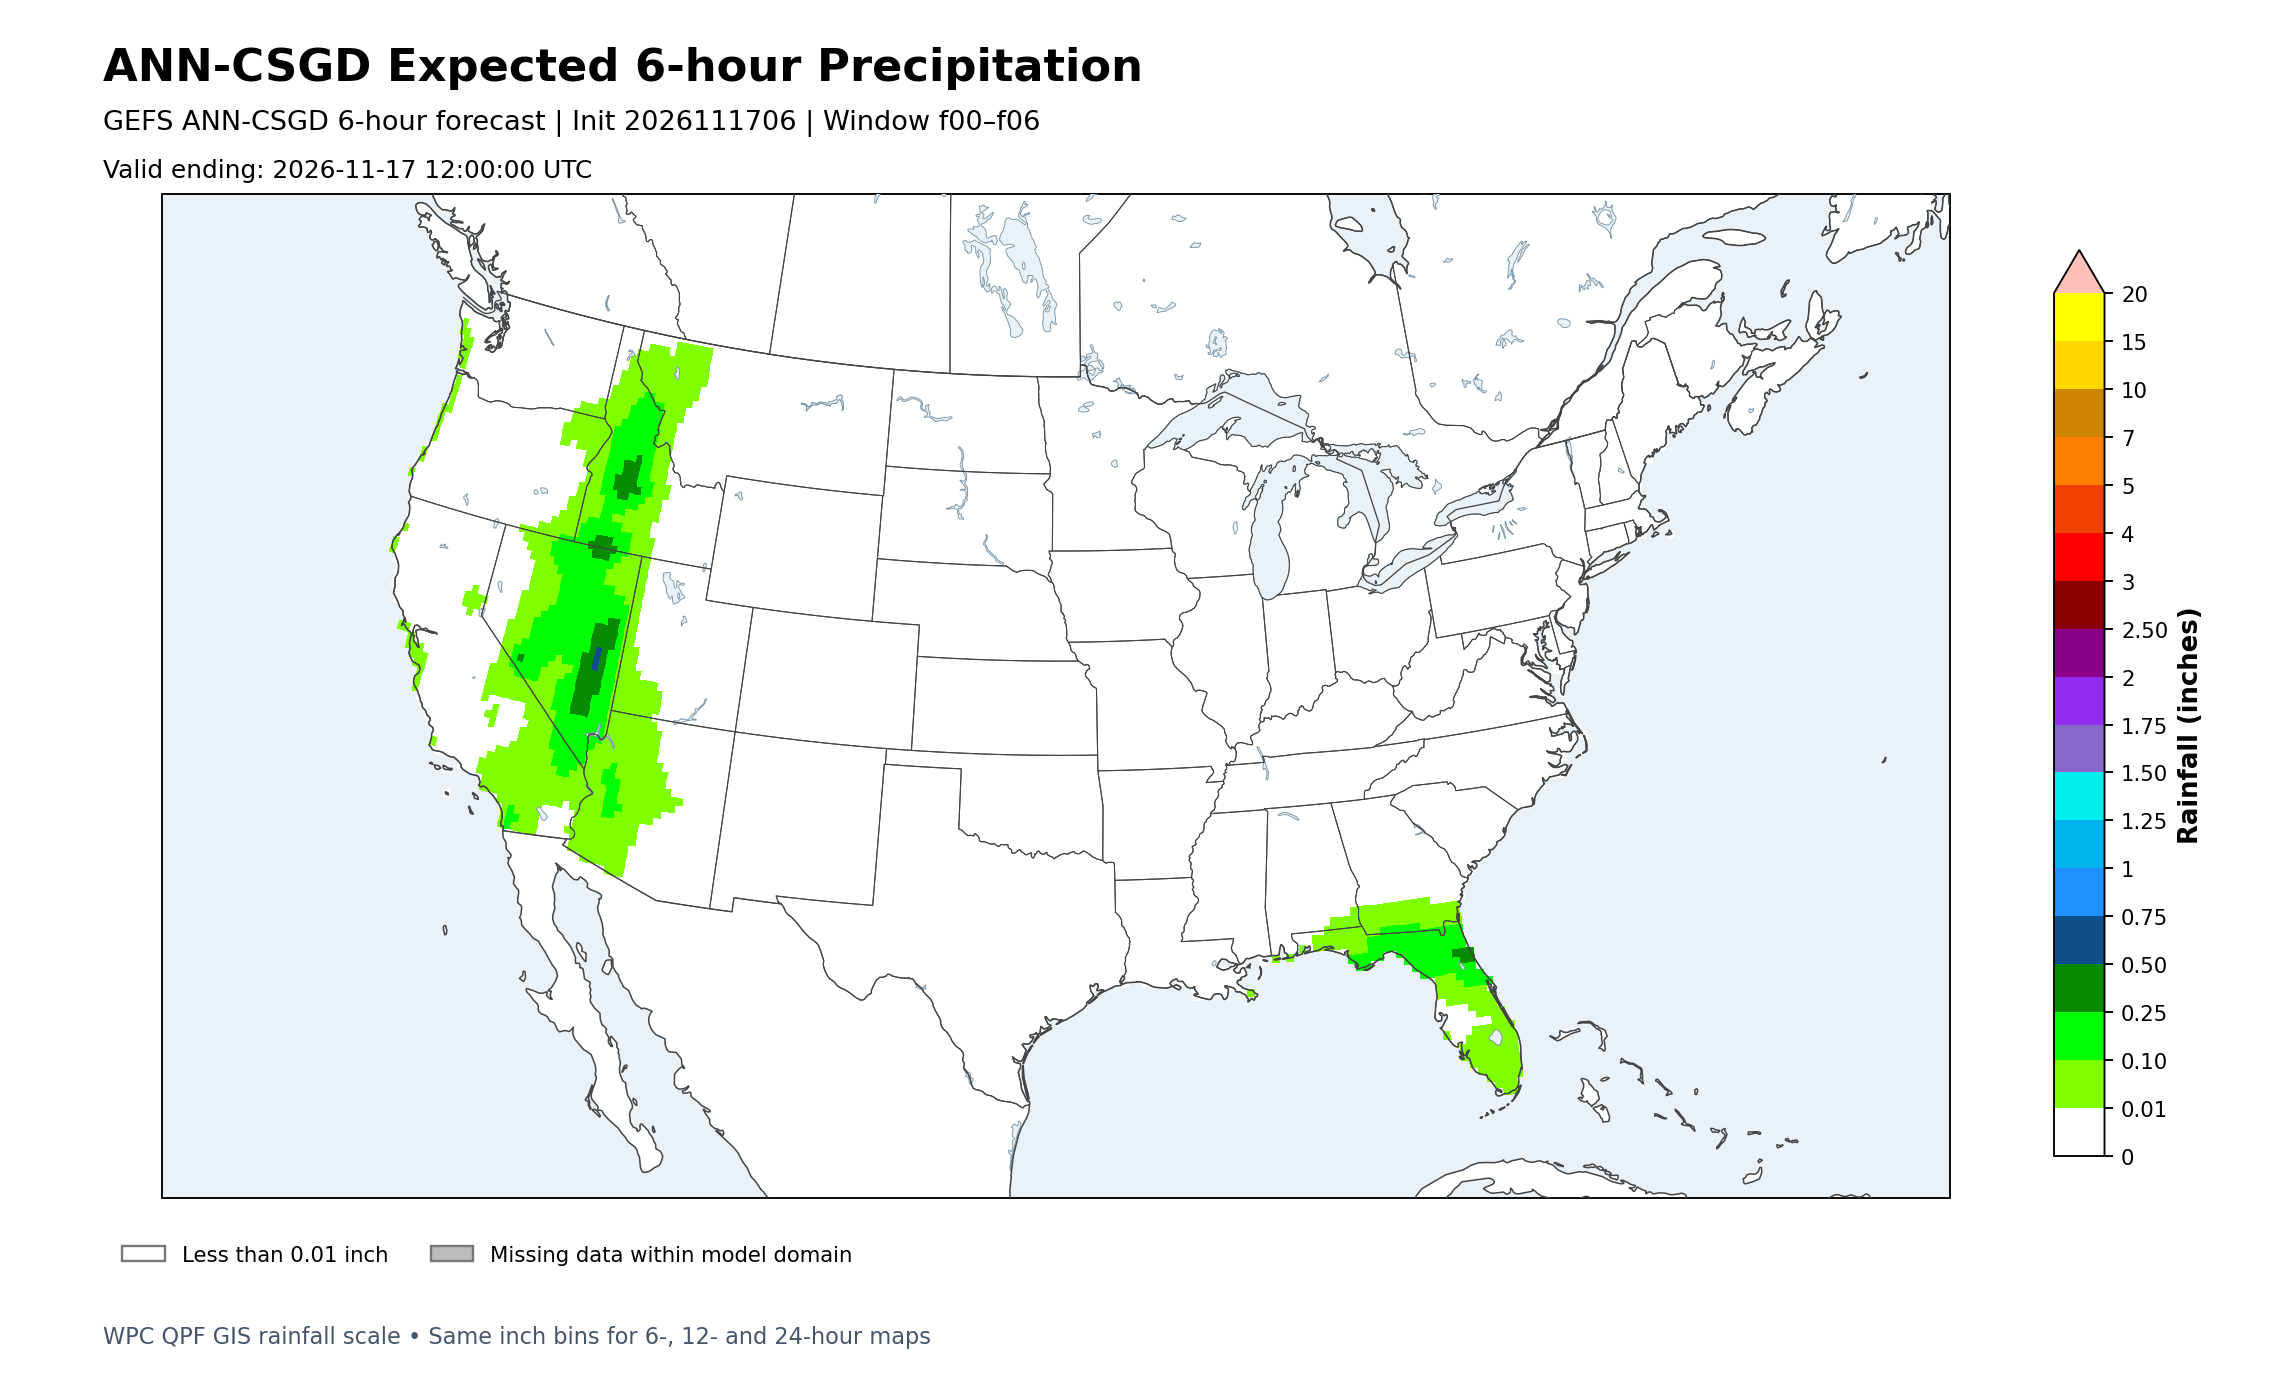 ANN-CSGD Expected 6-hour Precipitation
GEFS ANN-CSGD 6-hour forecast | Init 2026111706 | Window f00–f06
Valid ending: 2026-11-17 12:00:00 UTC
20
15
10
7
5
4
3
2.50
2
1.75
1.50
1.25
1
0.75
0.50
0.25
0.10
0.01
0
Rainfall (inches)
Less than 0.01 inch
Missing data within model domain
WPC QPF GIS rainfall scale • Same inch bins for 6-, 12- and 24-hour maps